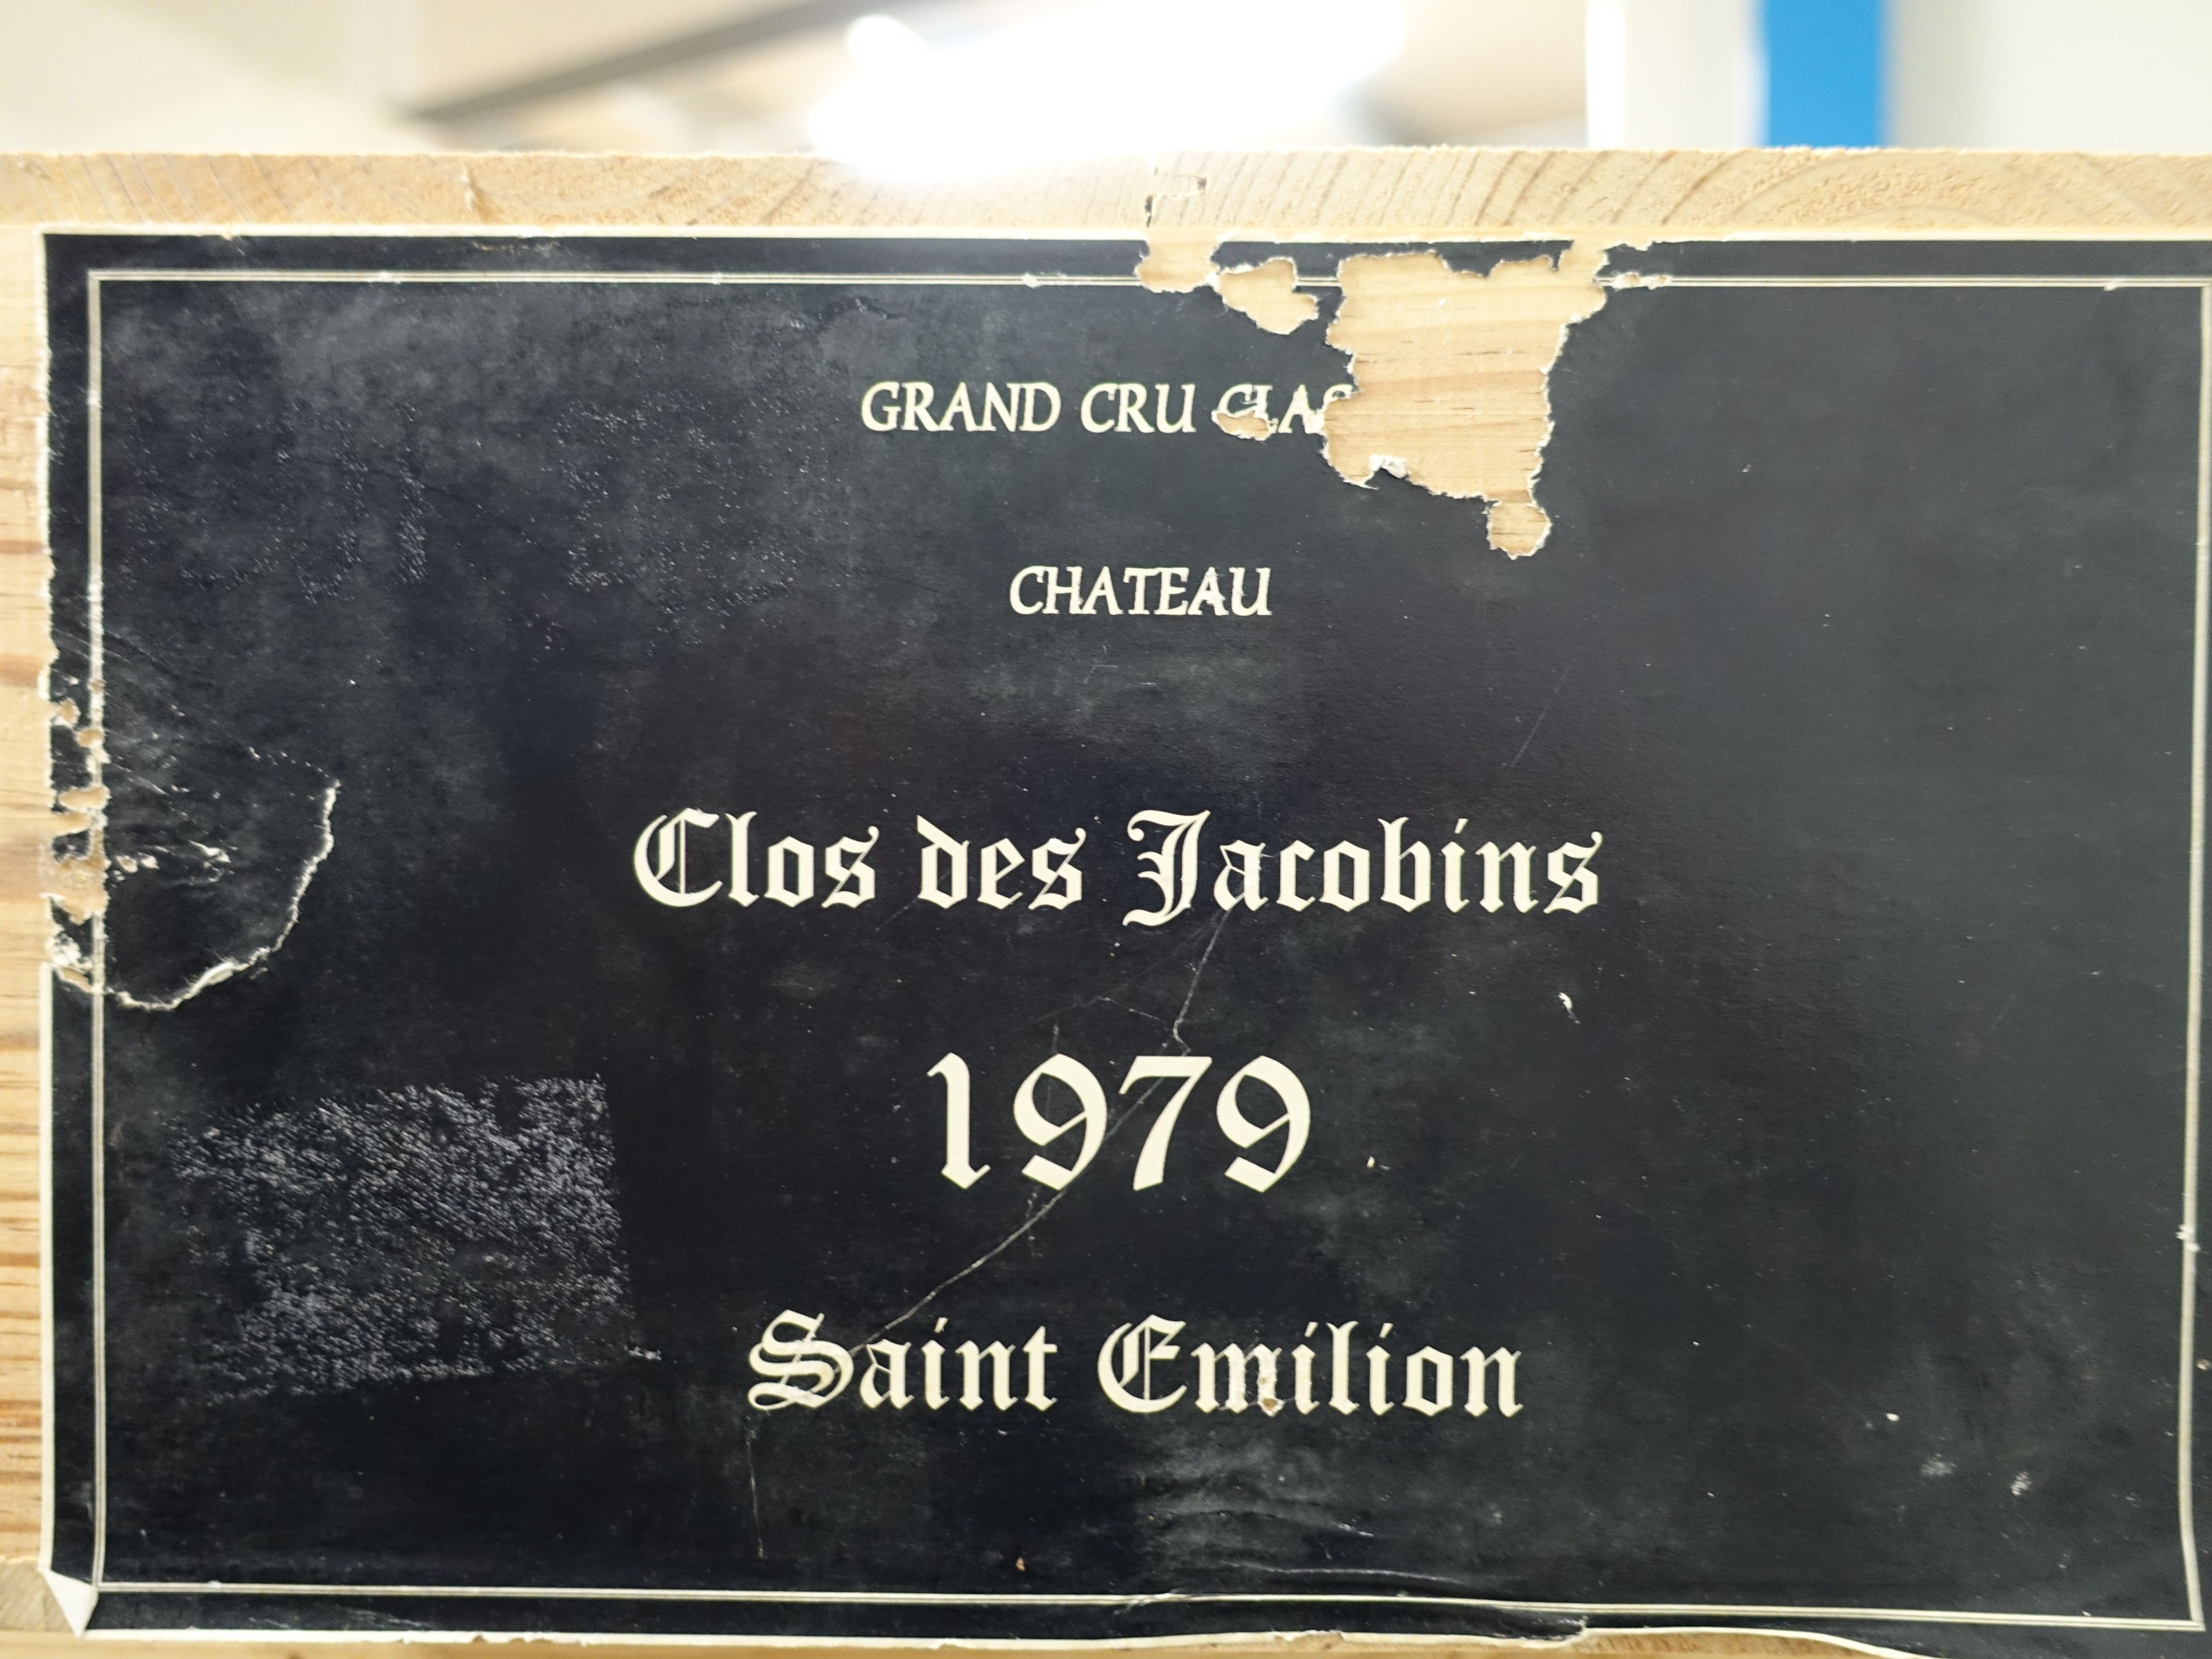 GRAND CRU
CHATEAU
Clos des Jacobins
1979
Saint Emilion